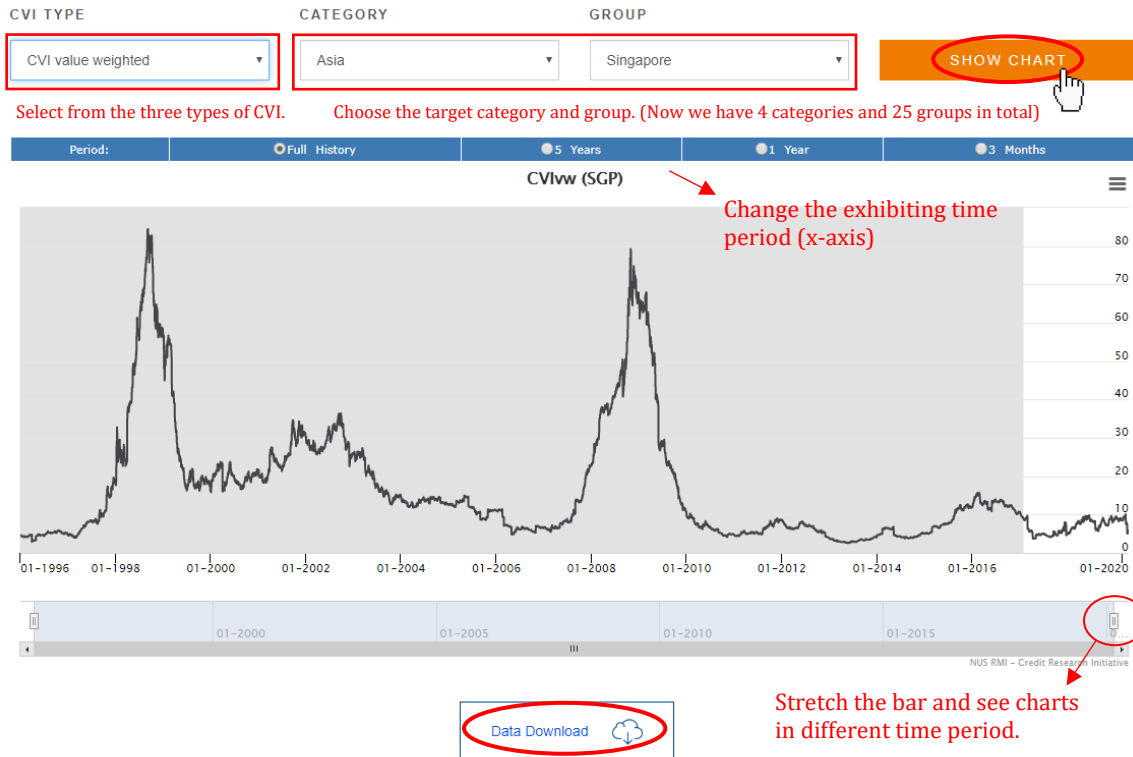 CVI TYPE CATEGORY GROUP
CVI value weighted Asia Singapore SHOW CHART
Select from the three types of CVI. Choose the target category and group. (Now we have 4 categories and 25 groups in total)
Period: Full History 5 Years 1 Year 3 Months
CVIvw (SGP)
Change the exhibiting time
period (x-axis)
80
70
60
50
40
30
20
10
0
01-1996 01-1998 01-2000 01-2002 01-2004 01-2006 01-2008 01-2010 01-2012 01-2014 01-2016 01-2020
01-2000 01-2005 01-2010 01-2015 0...
NUS RMI - Credit Research Initiative
Stretch the bar and see charts
in different time period.
Data Download